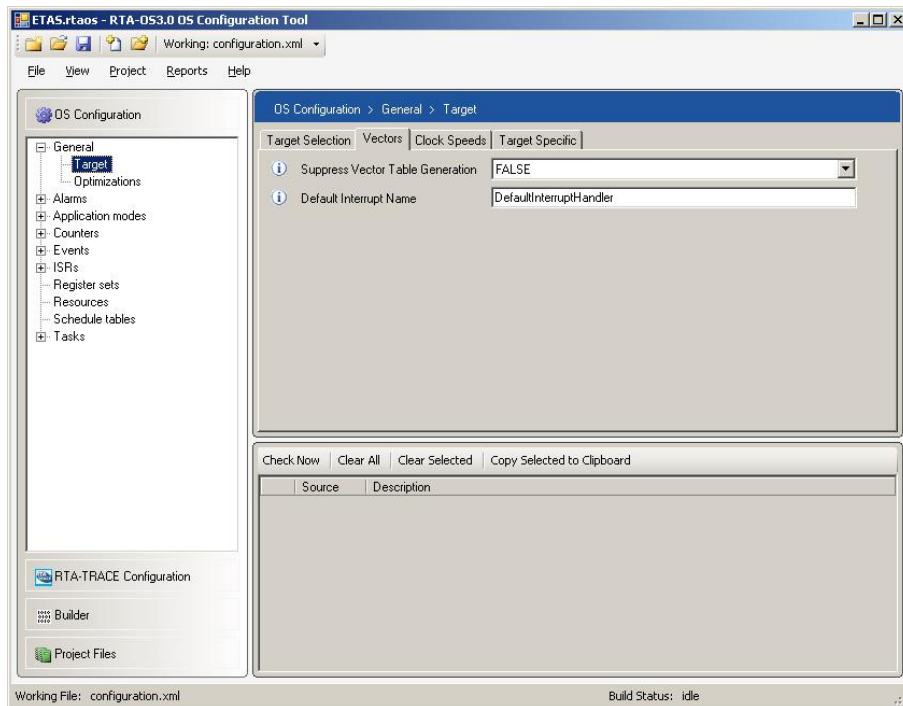 ETAS.rtaos - RTA-OS3.0 OS Configuration Tool
Working: configuration.xml
File View Project Reports Help
OS Configuration
General
Target
Optimizations
Alarms
Application modes
Counters
Events
ISRs
Register sets
Resources
Schedule tables
Tasks
RTA-TRACE Configuration
Builder
Project Files
OS Configuration > General > Target
Target Selection Vectors Clock Speeds Target Specific
Suppress Vector Table Generation FALSE
Default Interrupt Name DefaultInterruptHandler
Check Now Clear All Clear Selected Copy Selected to Clipboard
Source Description
Working File: configuration.xml Build Status: idle